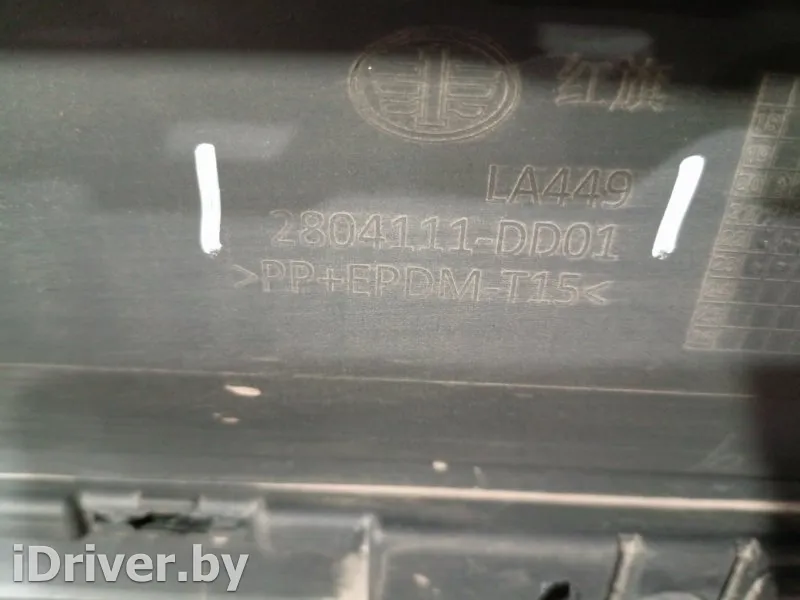 红旗
LA449
2804111-DD01
>PP+EPDM-T15<
iDriver.by